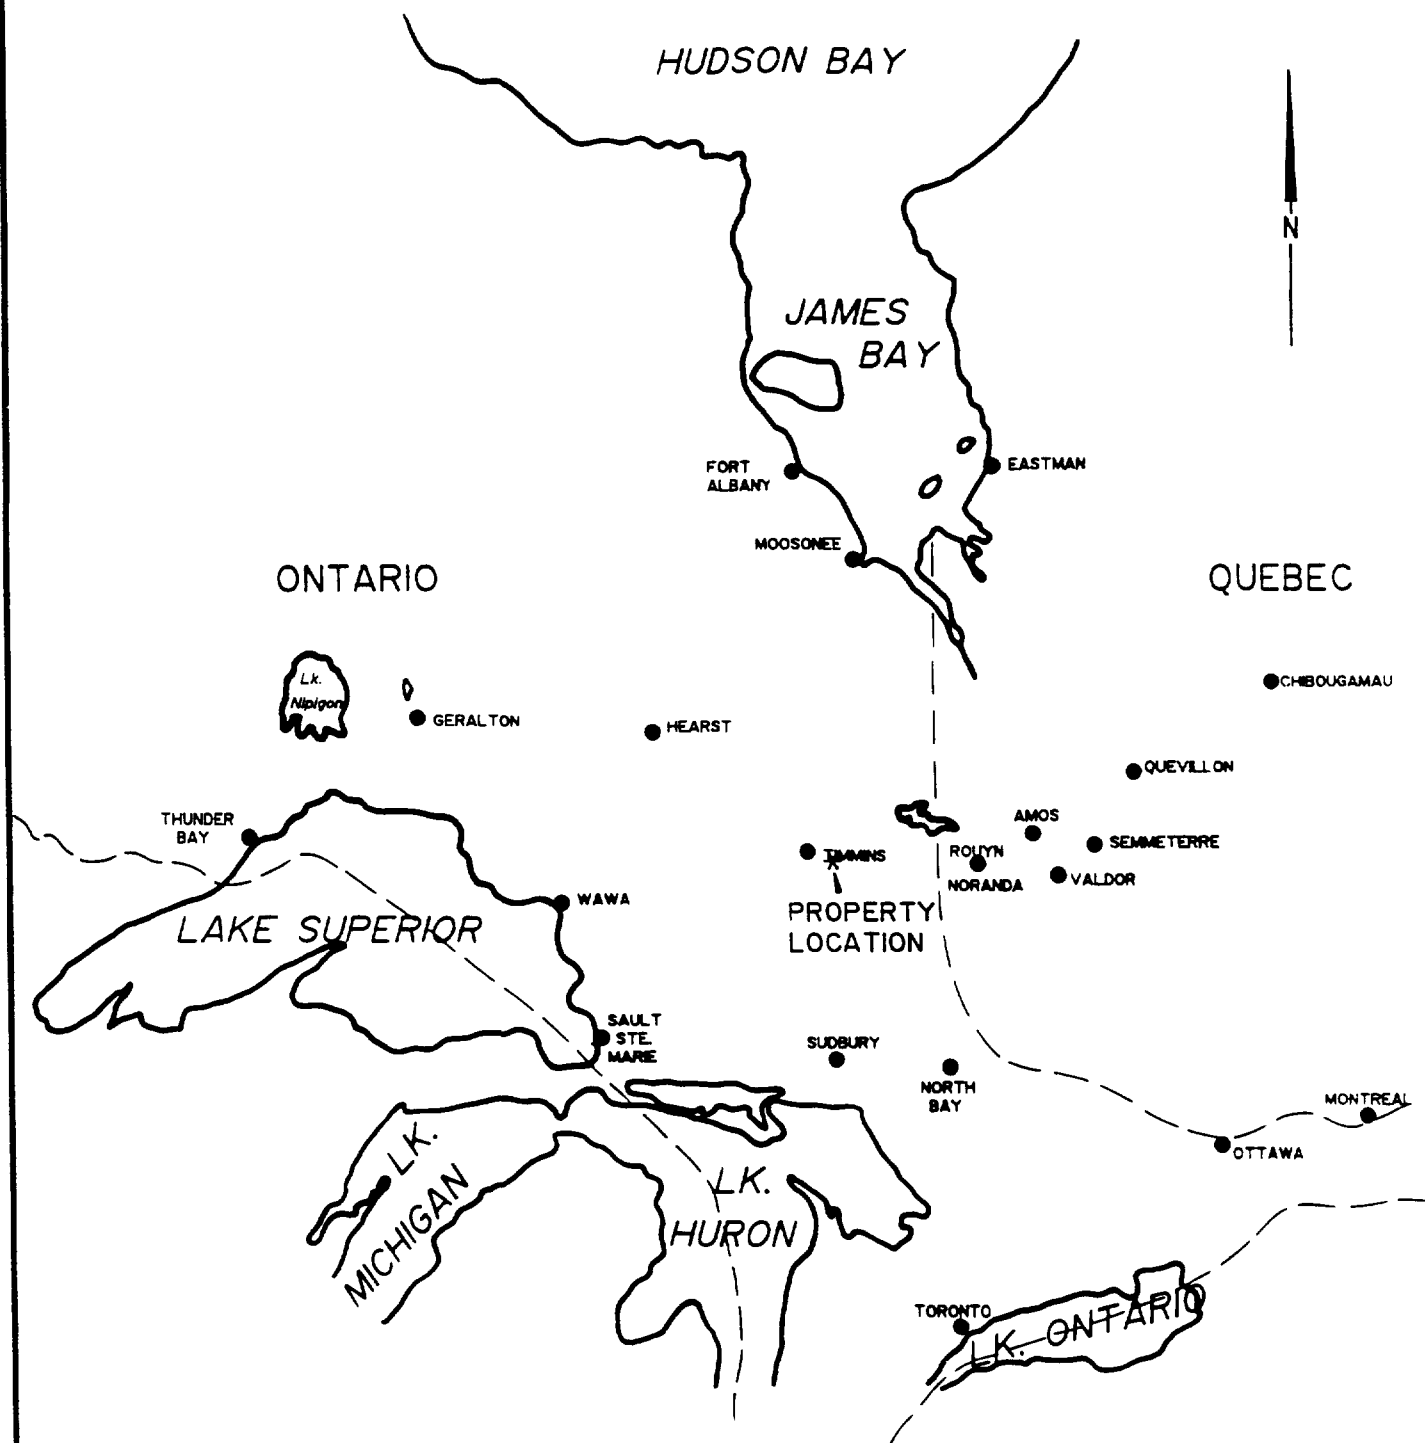 HUDSON BAY
N
JAMES
BAY
FORT
ALBANY
EASTMAN
MOOSONEE
ONTARIO
QUEBEC
Lk.
Nipigon
GERALTON
HEARST
CHIBOUGAMAU
QUEVILLON
THUNDER
BAY
AMOS
SEMMETERRE
TIMMINS
ROUYN
NORANDA
VALDOR
WAWA
PROPERTY
LOCATION
LAKE SUPERIOR
SAULT
STE.
MARIE
SUDBURY
NORTH
BAY
MONTREAL
OTTAWA
LK.
MICHIGAN
LK.
HURON
TORONTO
LK. ONTARIO